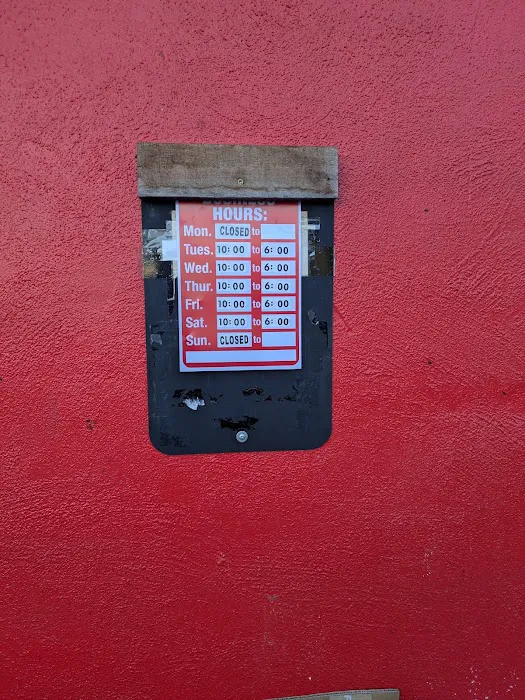 HOURS:
Mon. CLOSED to
Tues. 10:00 to 6:00
Wed. 10:00 to 6:00
Thur. 10:00 to 6:00
Fri. 10:00 to 6:00
Sat. 10:00 to 6:00
Sun. CLOSED to